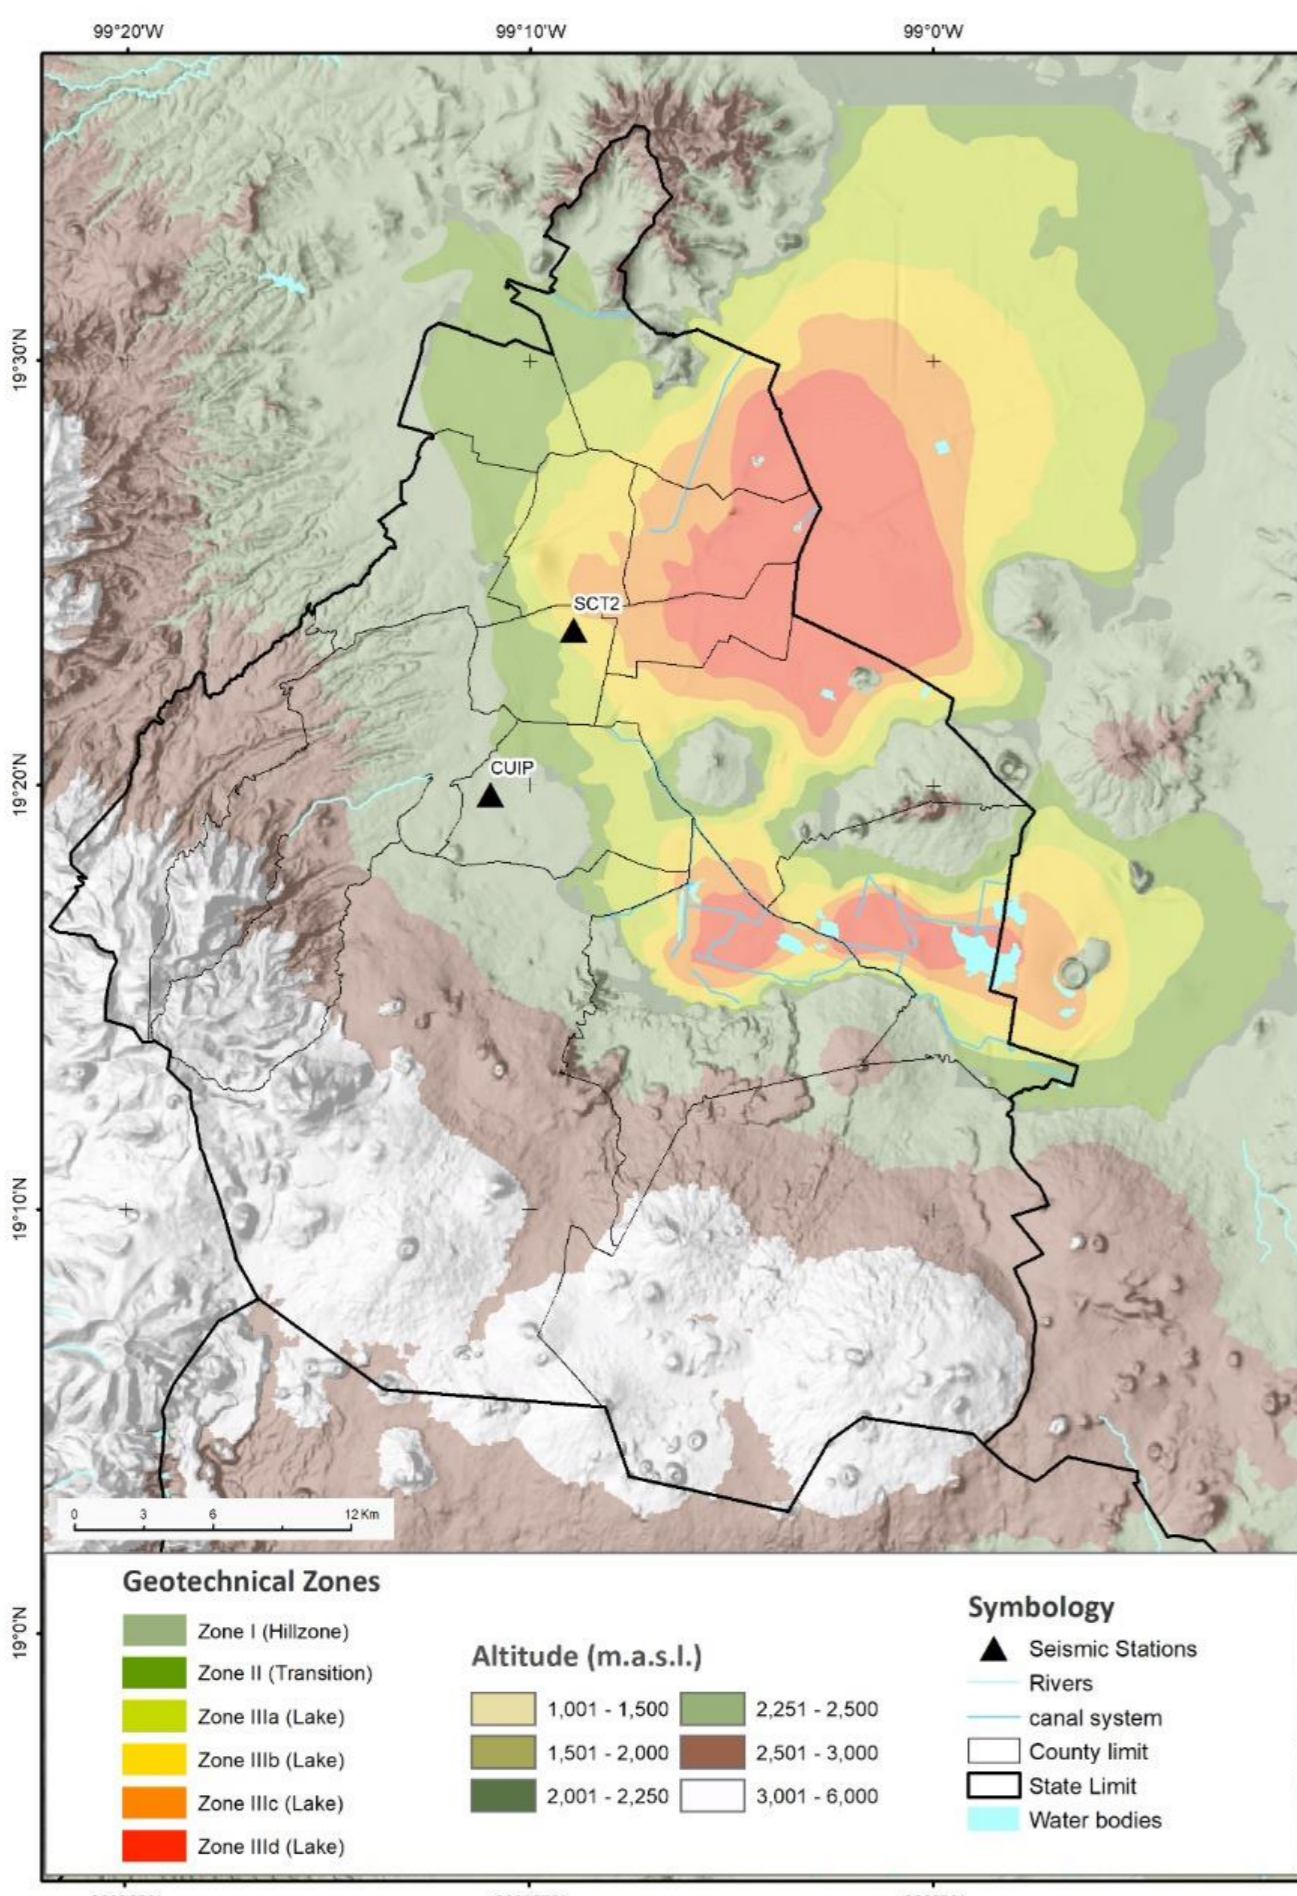 99°20'W 99°10'W 99°0'W
19°30'N
SCT2
CUIP
19°20'N
19°10'N
0 3 6 12 Km
19°0'N
Geotechnical Zones
Zone I (Hillzone)
Zone II (Transition)
Zone IIIa (Lake)
Zone IIIb (Lake)
Zone IIIc (Lake)
Zone IIId (Lake)
Altitude (m.a.s.l.)
1,001 - 1,500 2,251 - 2,500
1,501 - 2,000 2,501 - 3,000
2,001 - 2,250 3,001 - 6,000
Symbology
Seismic Stations
Rivers
canal system
County limit
State Limit
Water bodies